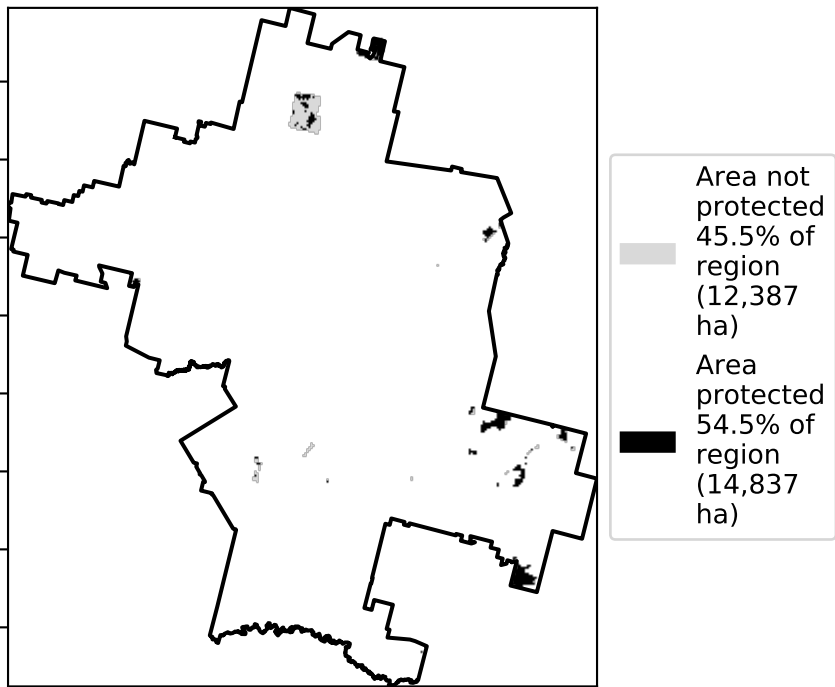 Area not
protected
45.5% of
region
(12,387
ha)
Area
protected
54.5% of
region
(14,837
ha)